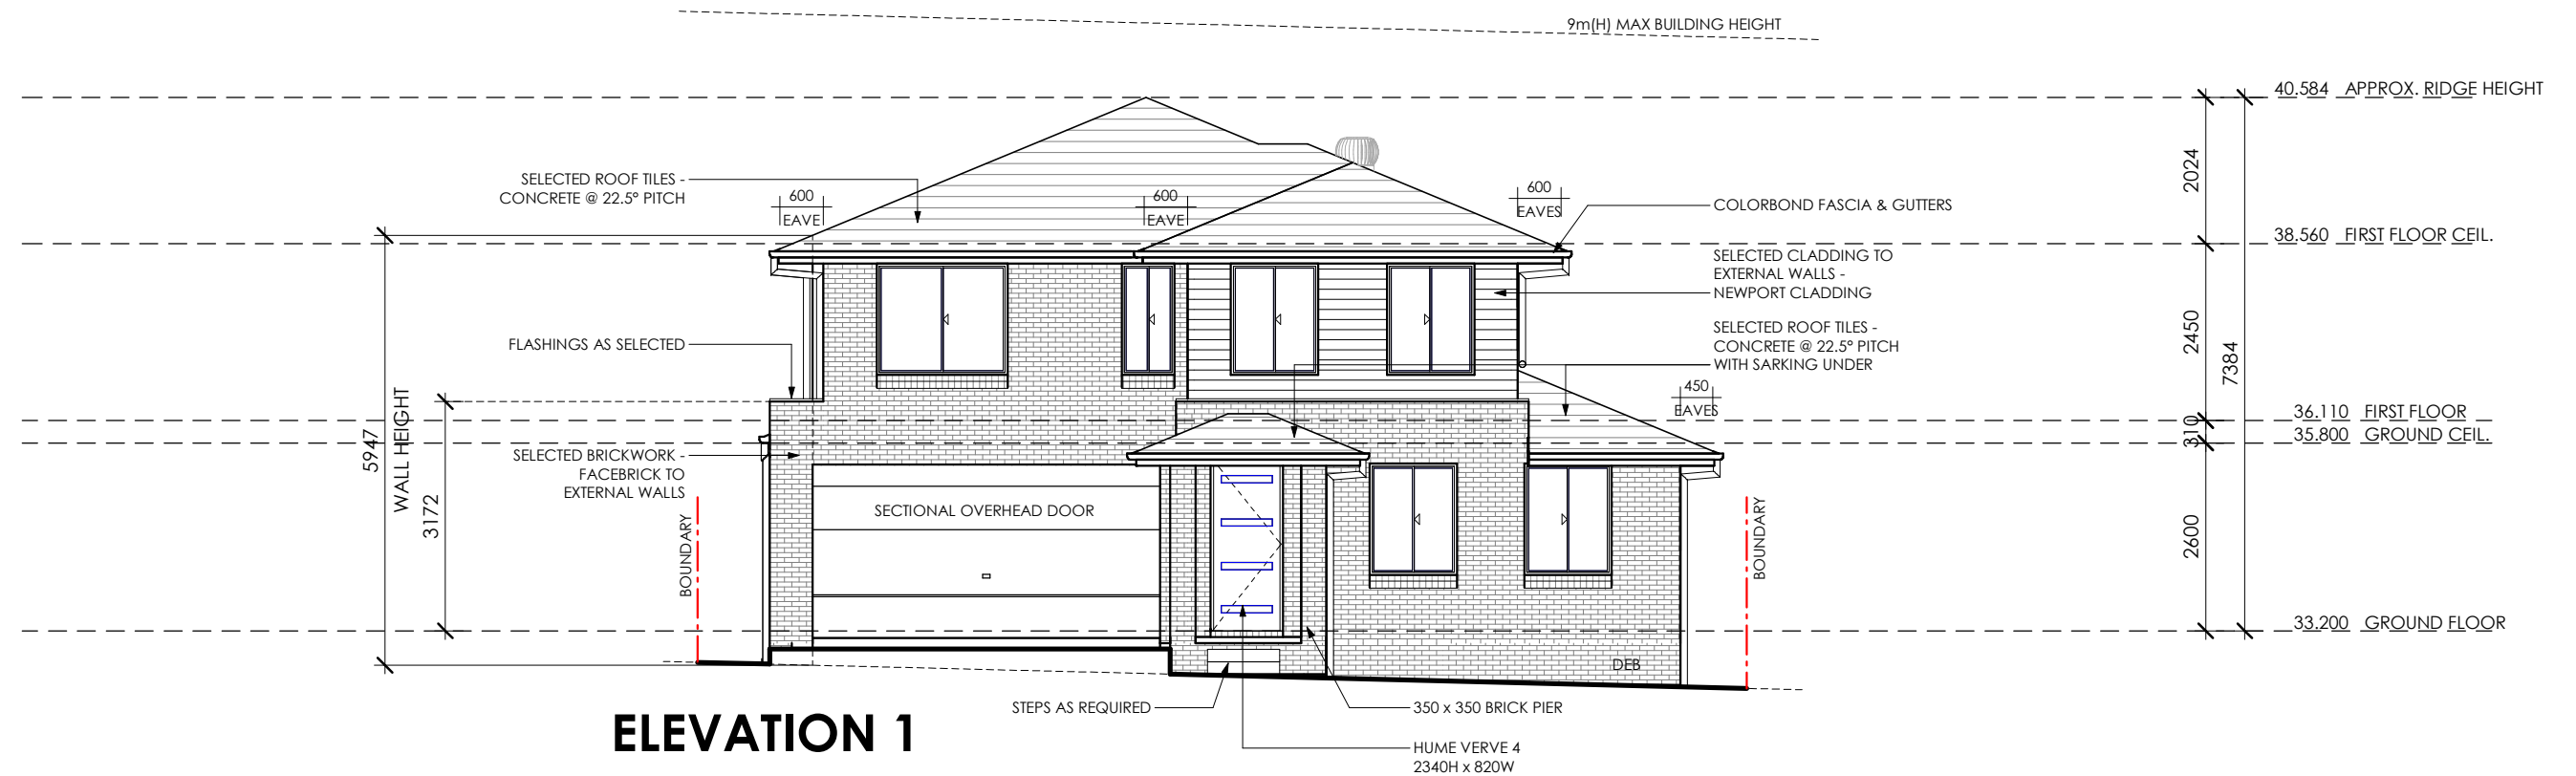 9m(H) MAX BUILDING HEIGHT
40.584 APPROX. RIDGE HEIGHT
2024
SELECTED ROOF TILES -
CONCRETE @ 22.5° PITCH
600
EAVE
600
EAVE
600
EAVES
COLORBOND FASCIA & GUTTERS
38.560 FIRST FLOOR CEIL.
SELECTED CLADDING TO
EXTERNAL WALLS -
NEWPORT CLADDING
2450
7384
FLASHINGS AS SELECTED
SELECTED ROOF TILES -
CONCRETE @ 22.5° PITCH
WITH SARKING UNDER
450
EAVES
36.110 FIRST FLOOR
310
35.800 GROUND CEIL.
5947
WALL HEIGHT
3172
SELECTED BRICKWORK -
FACEBRICK TO
EXTERNAL WALLS
BOUNDARY
SECTIONAL OVERHEAD DOOR
BOUNDARY
2600
33.200 GROUND FLOOR
DEB
STEPS AS REQUIRED
350 x 350 BRICK PIER
ELEVATION 1
HUME VERVE 4
2340H x 820W